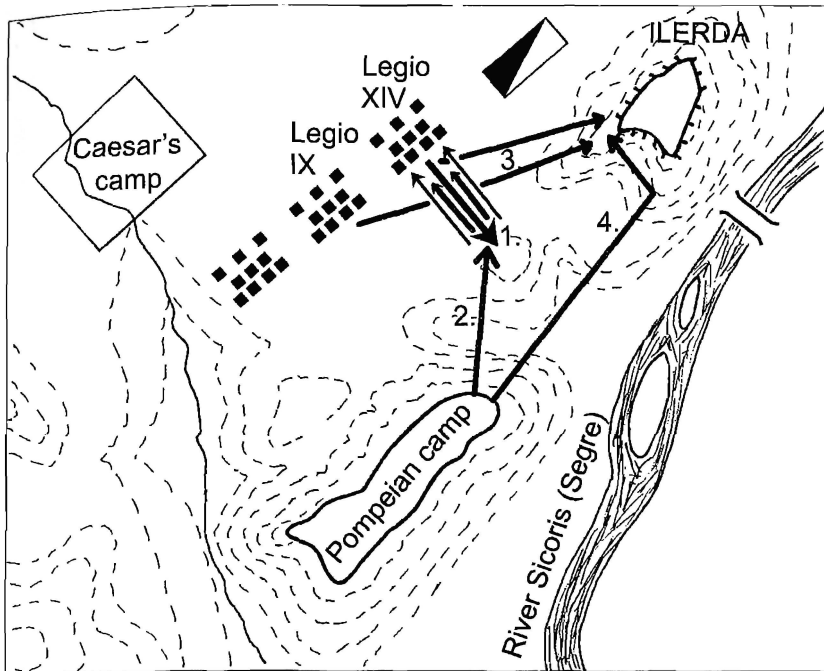 ILERDA
Legio
XIV
Legio
IX
Caesar's
camp
3.
4.
1.
2.
Pompeian camp
River Sicoris (Segre)